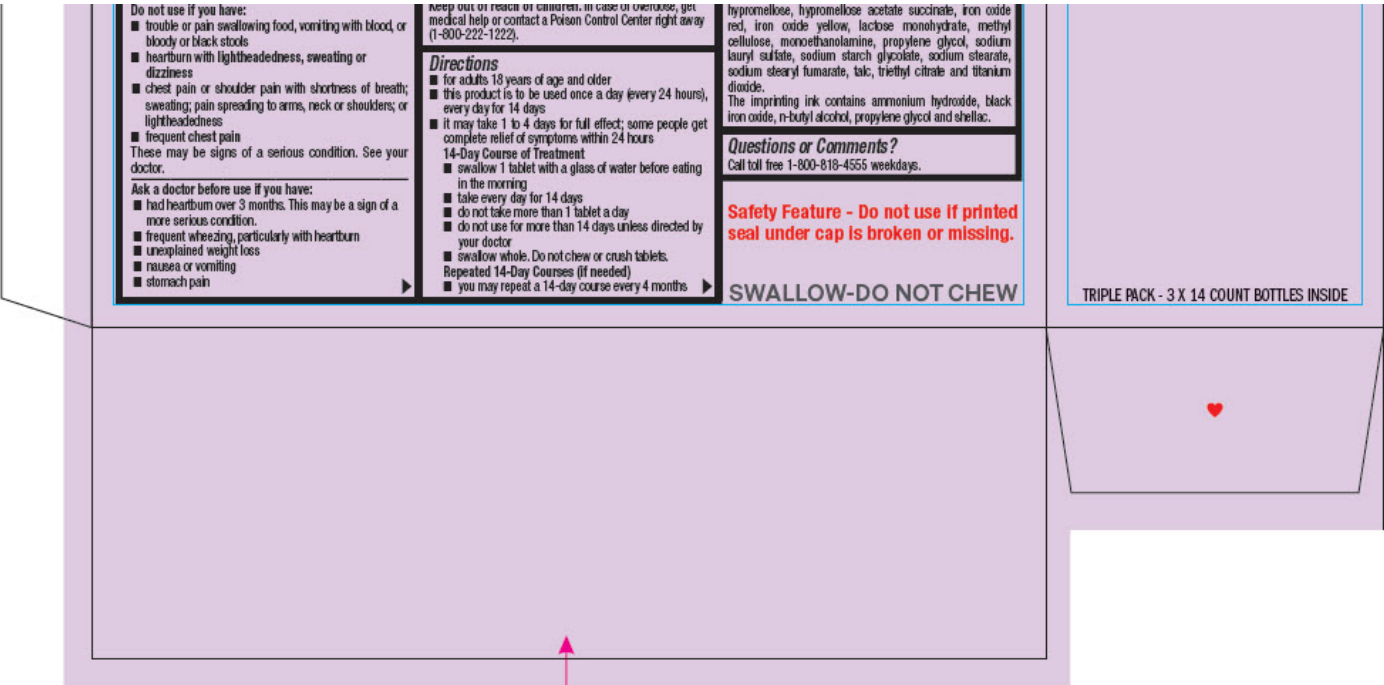 Do not use if you have:
■ trouble or pain swallowing food, vomiting with blood, or
bloody or black stools
■ heartburn with lightheadedness, sweating or
dizziness
■ chest pain or shoulder pain with shortness of breath;
sweating; pain spreading to arms, neck or shoulders; or
lightheadedness
■ frequent chest pain
These may be signs of a serious condition. See your
doctor.
Ask a doctor before use if you have:
■ had heartburn over 3 months. This may be a sign of a
more serious condition.
■ frequent wheezing, particularly with heartburn
■ unexplained weight loss
■ nausea or vomiting
■ stomach pain
Keep out of reach of children. In case of overdose, get
medical help or contact a Poison Control Center right away
(1-800-222-1222).
Directions
■ for adults 18 years of age and older
■ this product is to be used once a day (every 24 hours),
every day for 14 days
■ it may take 1 to 4 days for full effect; some people get
complete relief of symptoms within 24 hours
14-Day Course of Treatment
■ swallow 1 tablet with a glass of water before eating
in the morning
■ take every day for 14 days
■ do not take more than 1 tablet a day
■ do not use for more than 14 days unless directed by
your doctor
■ swallow whole. Do not chew or crush tablets.
Repeated 14-Day Courses (if needed)
■ you may repeat a 14-day course every 4 months
hypromellose, hypromellose acetate succinate, iron oxide
red, iron oxide yellow, lactose monohydrate, methyl
cellulose, monoethanolamine, propylene glycol, sodium
lauryl sulfate, sodium starch glycolate, sodium stearate,
sodium stearyl fumarate, talc, triethyl citrate and titanium
dioxide.
The imprinting ink contains ammonium hydroxide, black
iron oxide, n-butyl alcohol, propylene glycol and shellac.
Questions or Comments?
Call toll free 1-800-818-4555 weekdays.
Safety Feature - Do not use if printed
seal under cap is broken or missing.
SWALLOW-DO NOT CHEW
TRIPLE PACK - 3 X 14 COUNT BOTTLES INSIDE